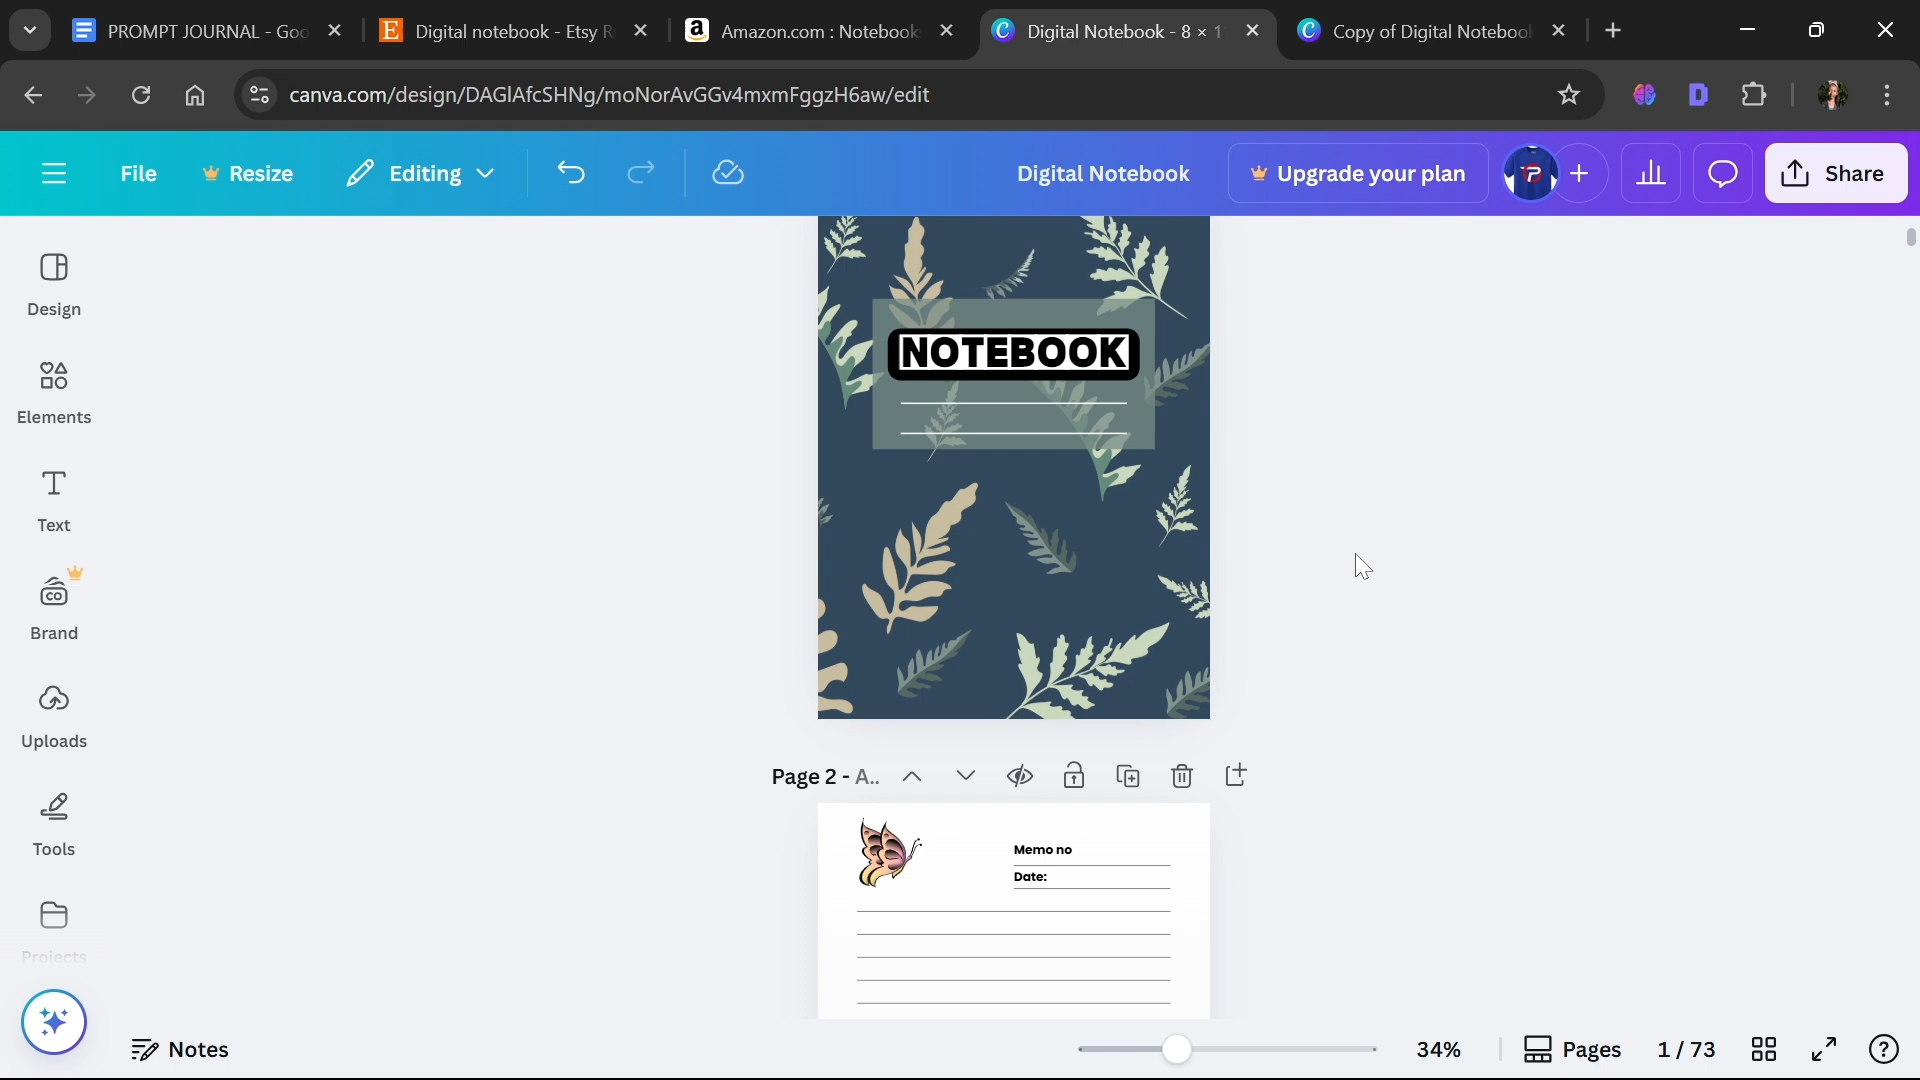 PROMPT JOURNAL - Goo
Digital notebook - Etsy R
Amazon.com : Notebook
Digital Notebook - 8 × 1
Copy of Digital Notebool
canva.com/design/DAGlAfcSHNg/moNorAvGGv4mxmFggzH6aw/edit
File
Resize
Editing
Digital Notebook
Upgrade your plan
Share
Design
Elements
Text
Brand
Uploads
Tools
Projects
NOTEBOOK
Page 2 - A..
Memo no
Date:
Notes
34%
Pages
1 / 73